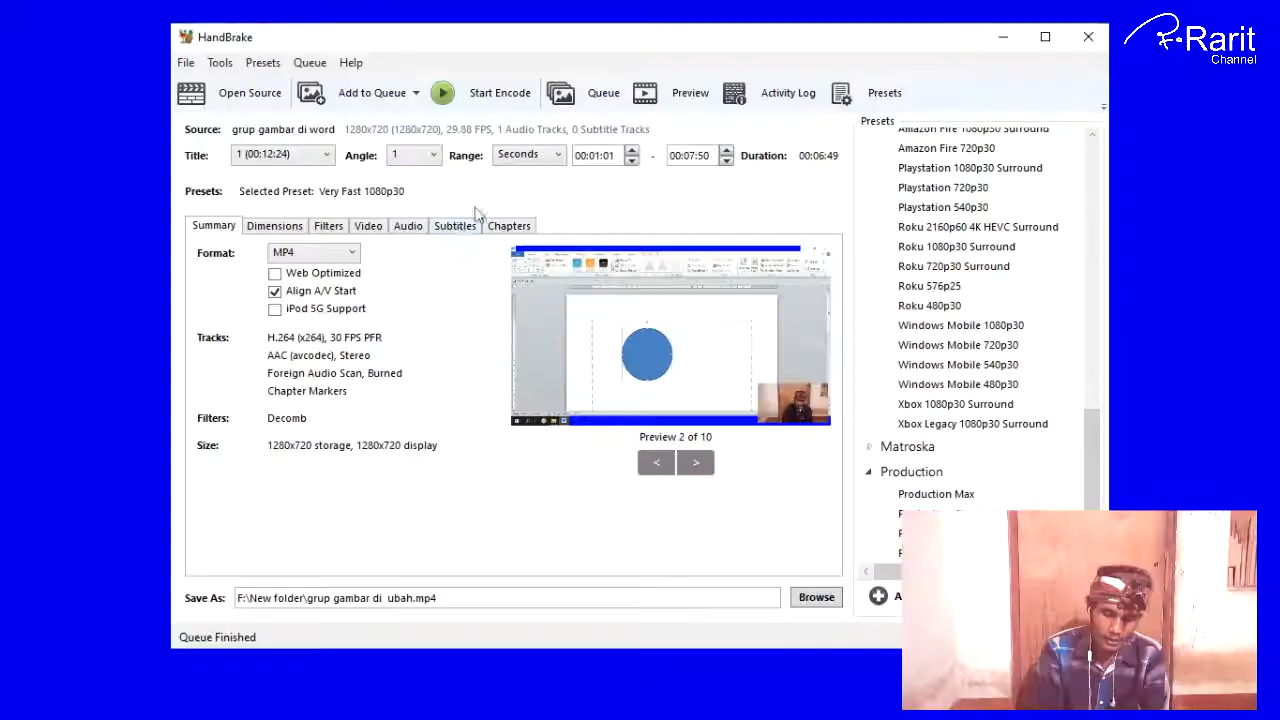 Rarit
Channel
HandBrake
File Tools Presets Queue Help
Open Source Add to Queue Start Encode Queue Preview Activity Log Presets
Source: grup gambar di word 1280x720 (1280x720), 29.88 FPS, 1 Audio Tracks, 0 Subtitle Tracks
Title: 1 (00:12:24) Angle: 1 Range: Seconds 00:01:01 - 00:07:50 Duration: 00:06:49
Presets: Selected Preset: Very Fast 1080p30
Summary Dimensions Filters Video Audio Subtitles Chapters
Format: MP4
Web Optimized
Align A/V Start
iPod 5G Support
Tracks: H.264 (x264), 30 FPS PFR
AAC (avcodec), Stereo
Foreign Audio Scan, Burned
Chapter Markers
Filters: Decomb
Size: 1280x720 storage, 1280x720 display
Preview 2 of 10
< >
Save As: F:\New folder\grup gambar di ubah.mp4 Browse
Queue Finished
Presets
Amazon Fire 1080p30 Surround
Amazon Fire 720p30
Playstation 1080p30 Surround
Playstation 720p30
Playstation 540p30
Roku 2160p60 4K HEVC Surround
Roku 1080p30 Surround
Roku 720p30 Surround
Roku 576p25
Roku 480p30
Windows Mobile 1080p30
Windows Mobile 720p30
Windows Mobile 540p30
Windows Mobile 480p30
Xbox 1080p30 Surround
Xbox Legacy 1080p30 Surround
Matroska
Production
Production Max